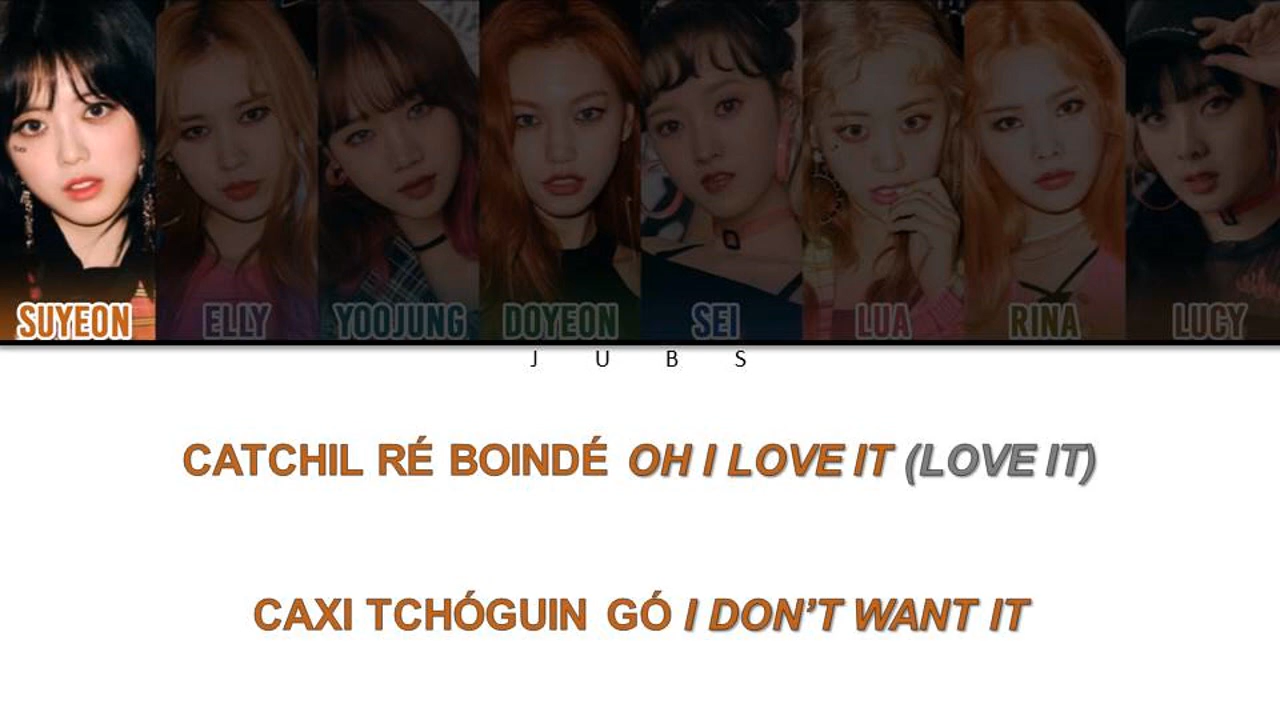 SUYEON ELLY YOOJUNG DOYEON SEI LUA RINA LUCY
J U B S
CATCHIL RÉ BOINDÉ OH I LOVE IT (LOVE IT)
CAXI TCHÓGUIN GÓ I DON'T WANT IT